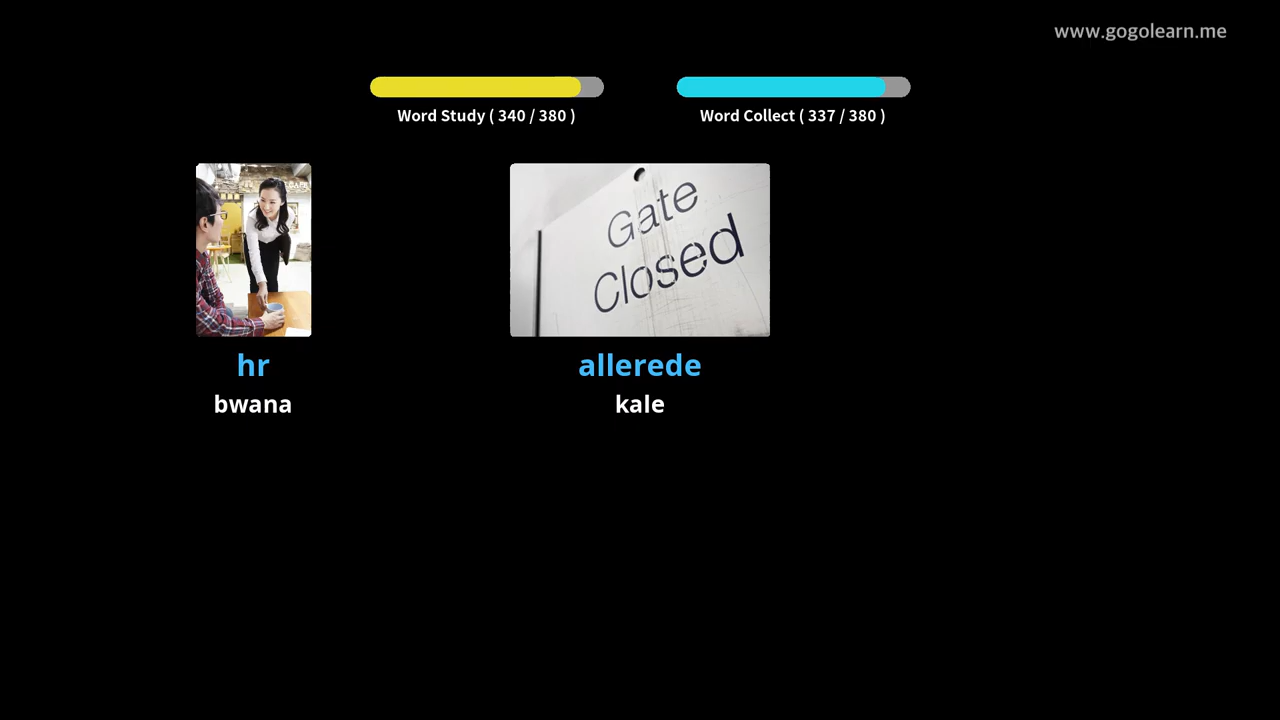 www.gogolearn.me
Word Study ( 340 / 380 )
Word Collect ( 337 / 380 )
Gate
Closed
hr
allerede
bwana
kale